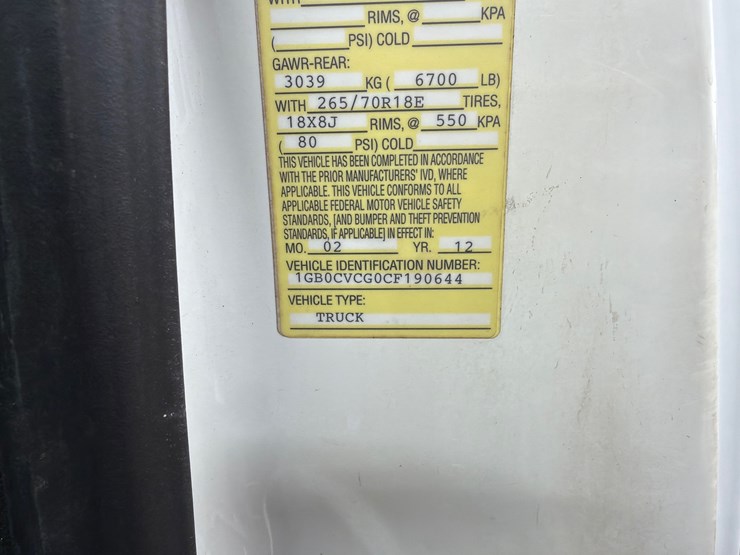 WITH
RIMS, @ KPA
( PSI) COLD
GAWR-REAR:
3039 KG ( 6700 LB)
WITH 265/70R18E TIRES,
18X8J RIMS, @ 550 KPA
( 80 PSI) COLD
THIS VEHICLE HAS BEEN COMPLETED IN ACCORDANCE
WITH THE PRIOR MANUFACTURERS' IVD, WHERE
APPLICABLE. THIS VEHICLE CONFORMS TO ALL
APPLICABLE FEDERAL MOTOR VEHICLE SAFETY
STANDARDS, [AND BUMPER AND THEFT PREVENTION
STANDARDS, IF APPLICABLE] IN EFFECT IN:
MO. 02 YR. 12
VEHICLE IDENTIFICATION NUMBER:
1GB0CVCG0CF190644
VEHICLE TYPE:
TRUCK